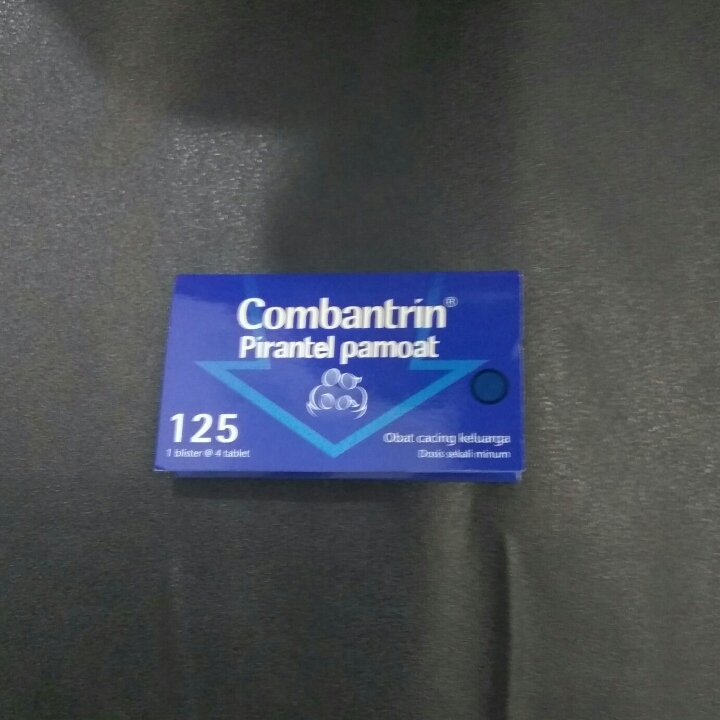 Combantrin®
Pirantel pamoat
125
1 blister @ 4 tablet
Obat cacing keluarga
Dosis sekali minum